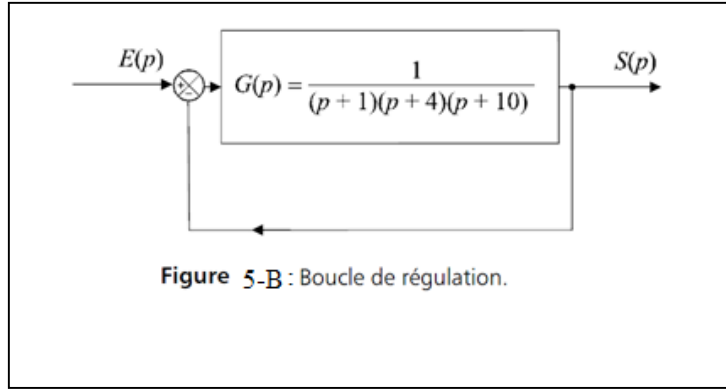 E(p)
S(p)
G(p) = 1 / (p + 1)(p + 4)(p + 10)
+
−
Figure 5-B : Boucle de régulation.